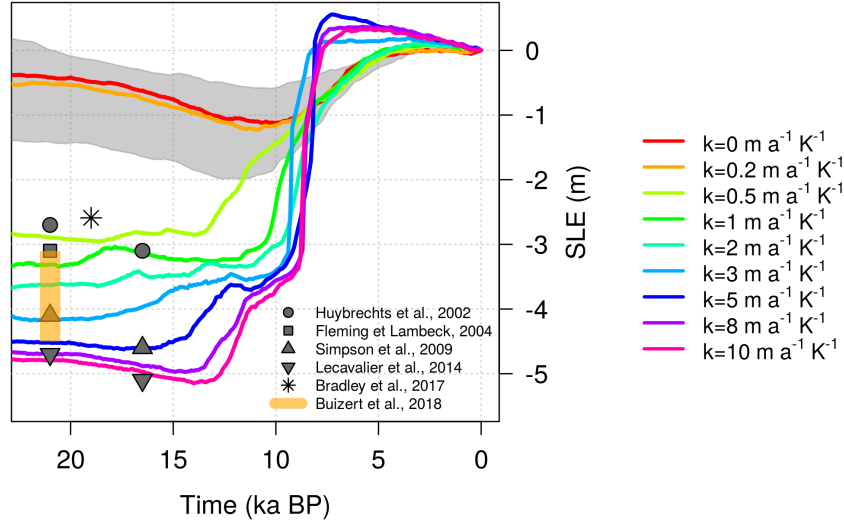 0
-1
-2
-3
-4
-5
SLE (m)
20
15
10
5
0
Time (ka BP)
Huybrechts et al., 2002
Fleming et Lambeck, 2004
Simpson et al., 2009
Lecavalier et al., 2014
Bradley et al., 2017
Buizert et al., 2018
k=0 m a⁻¹ K⁻¹
k=0.2 m a⁻¹ K⁻¹
k=0.5 m a⁻¹ K⁻¹
k=1 m a⁻¹ K⁻¹
k=2 m a⁻¹ K⁻¹
k=3 m a⁻¹ K⁻¹
k=5 m a⁻¹ K⁻¹
k=8 m a⁻¹ K⁻¹
k=10 m a⁻¹ K⁻¹